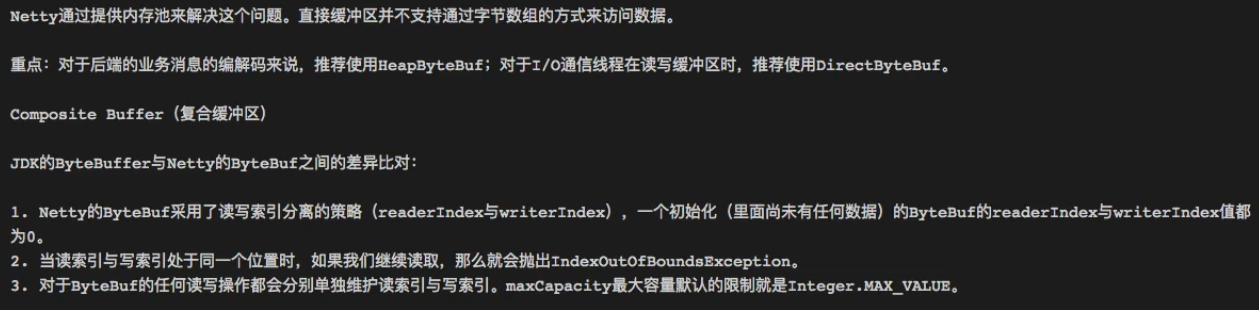 Netty通过提供内存池来解决这个问题。直接缓冲区并不支持通过字节数组的方式来访问数据。
重点：对于后端的业务消息的编解码来说，推荐使用HeapByteBuf；对于I/O通信线程在读写缓冲区时，推荐使用DirectByteBuf。
Composite Buffer（复合缓冲区）
JDK的ByteBuffer与Netty的ByteBuf之间的差异比对：
1. Netty的ByteBuf采用了读写索引分离的策略（readerIndex与writerIndex），一个初始化（里面尚未有任何数据）的ByteBuf的readerIndex与writerIndex值都
为0。
2. 当读索引与写索引处于同一个位置时，如果我们继续读取，那么就会抛出IndexOutOfBoundsException。
3. 对于ByteBuf的任何读写操作都会分别单独维护读索引与写索引。maxCapacity最大容量默认的限制就是Integer.MAX_VALUE。